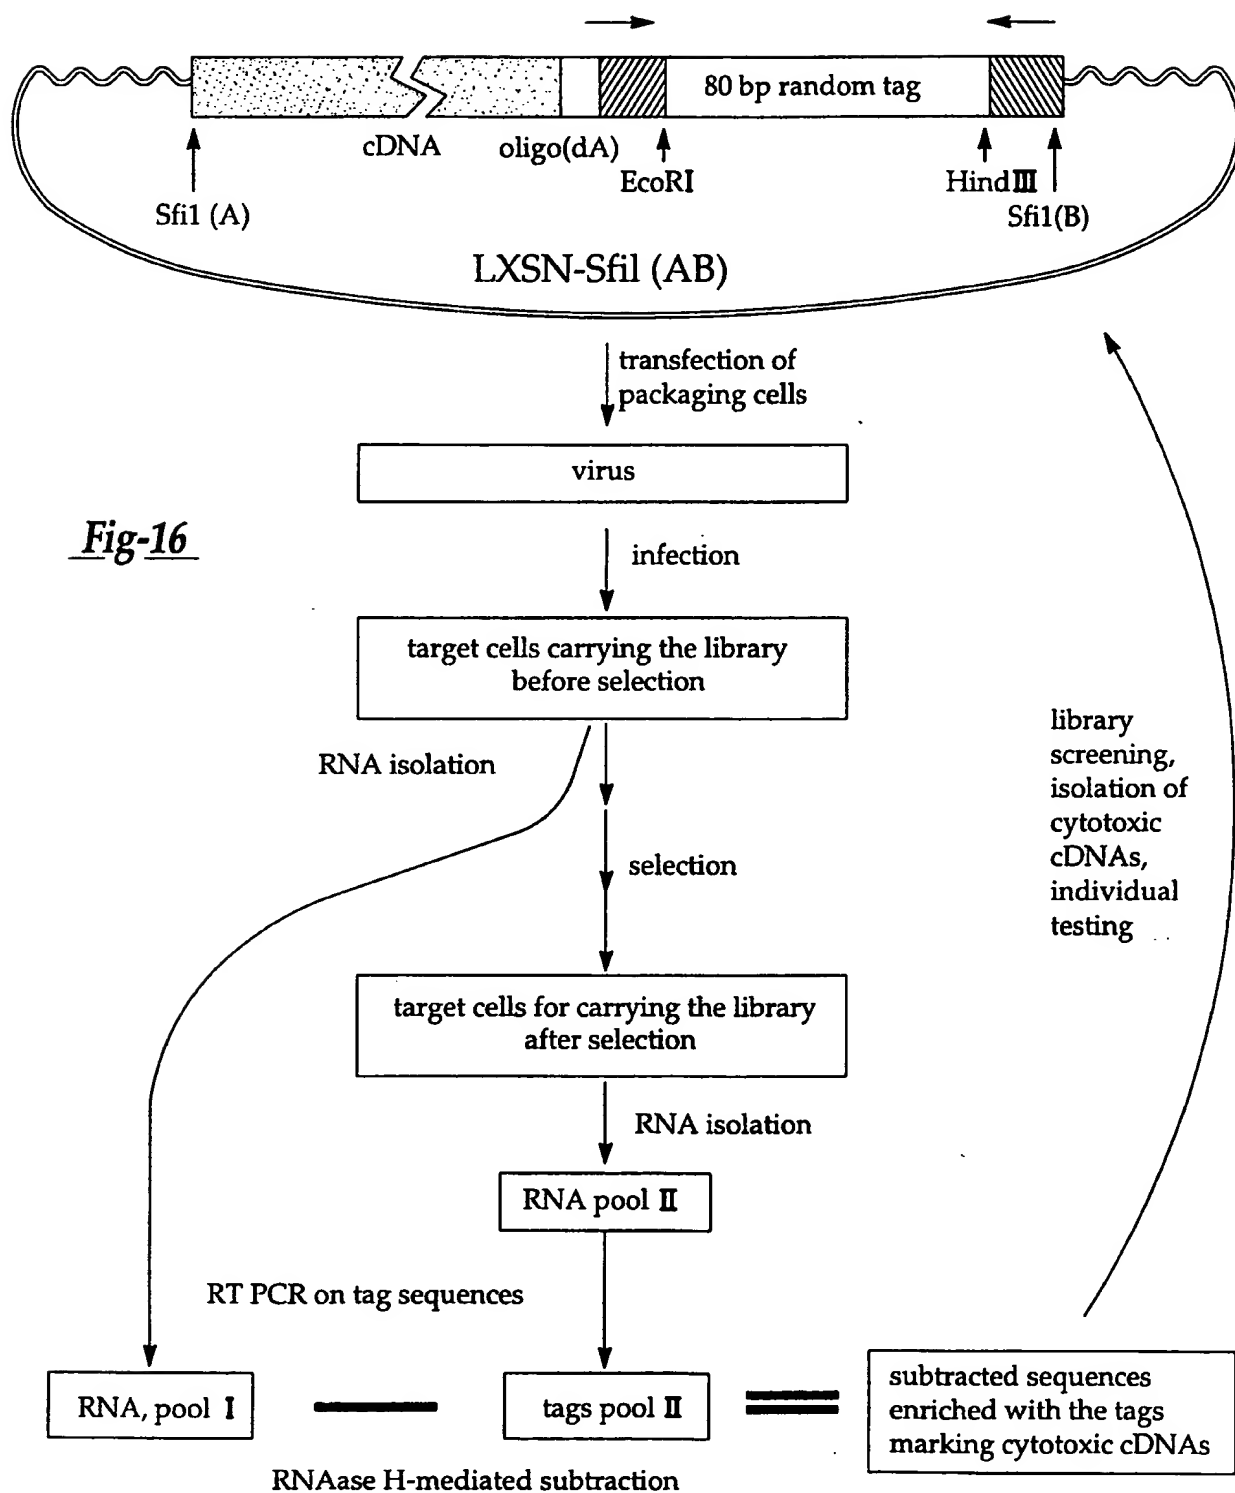 80 bp random tag
cDNA
oligo(dA)
EcoRI
HindIII
Sfi1 (A)
Sfi1(B)
LXSN-SfiI (AB)
transfection of
packaging cells
virus
Fig-16
infection
target cells carrying the library
before selection
RNA isolation
selection
library
screening,
isolation of
cytotoxic
cDNAs,
individual
testing
target cells for carrying the library
after selection
RNA isolation
RNA pool II
RT PCR on tag sequences
RNA, pool I
tags pool II
subtracted sequences
enriched with the tags
marking cytotoxic cDNAs
RNAase H-mediated subtraction